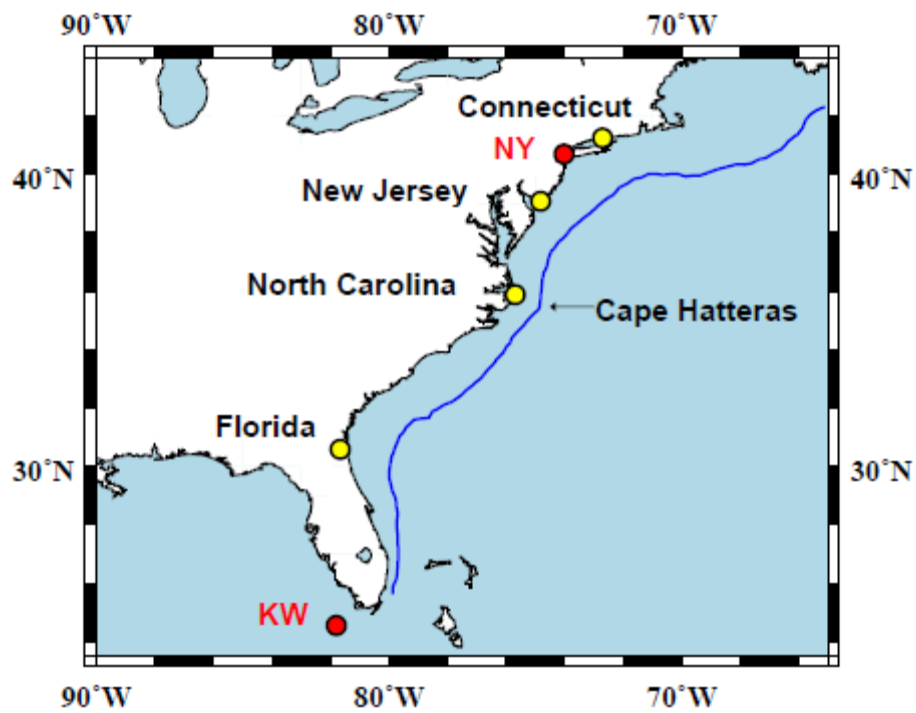 90˚W 80˚W 70˚W
Connecticut
NY
40˚N 40˚N
New Jersey
North Carolina
Cape Hatteras
Florida
30˚N 30˚N
KW
90˚W 80˚W 70˚W